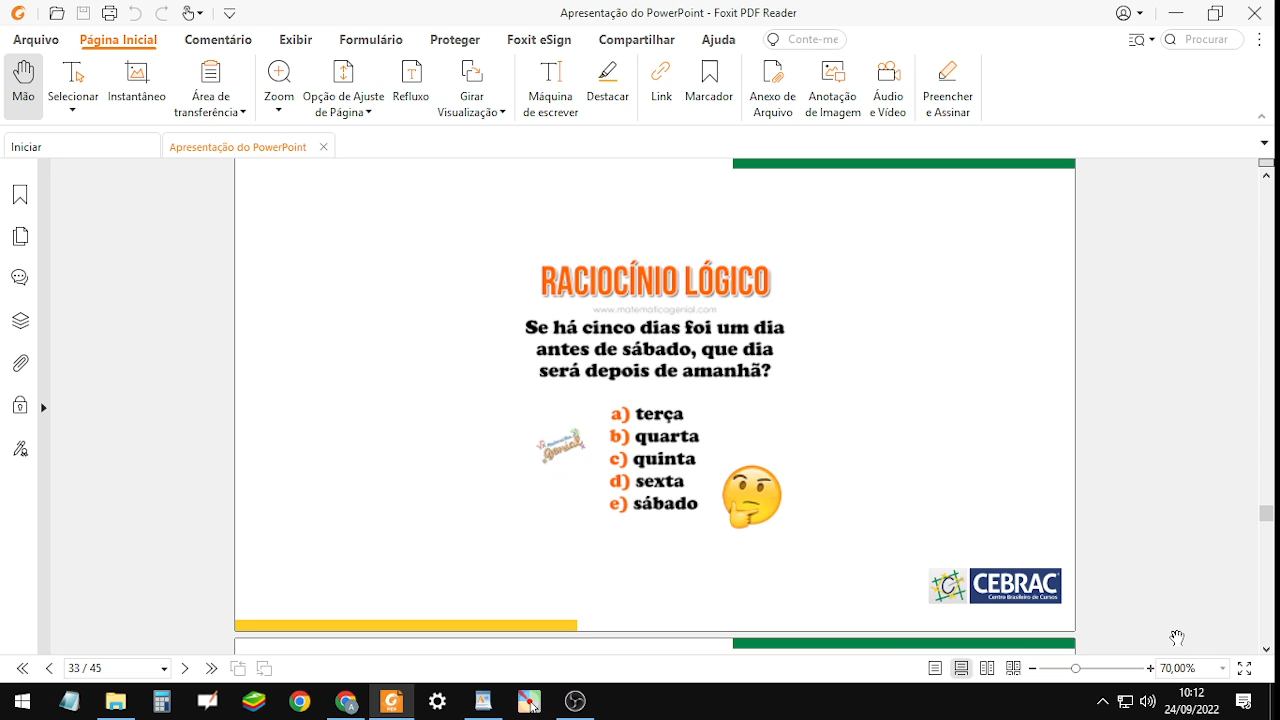 Apresentação do PowerPoint - Foxit PDF Reader
Arquivo Página Inicial Comentário Exibir Formulário Proteger Foxit eSign Compartilhar Ajuda Conte-me Procurar
Mão Selecionar Instantâneo Área de transferência Zoom Opção de Ajuste de Página Refluxo Girar Visualização Máquina de escrever Destacar Link Marcador Anexo de Arquivo Anotação de Imagem Áudio e Vídeo Preencher e Assinar
Iniciar Apresentação do PowerPoint
RACIOCÍNIO LÓGICO
www.matematicagenial.com
Se há cinco dias foi um dia
antes de sábado, que dia
será depois de amanhã?
a) terça
b) quarta
c) quinta
d) sexta
e) sábado
Genial
CEBRAC
Centro Brasileiro de Cursos
33 / 45 70,00%
10:12
24/09/2022